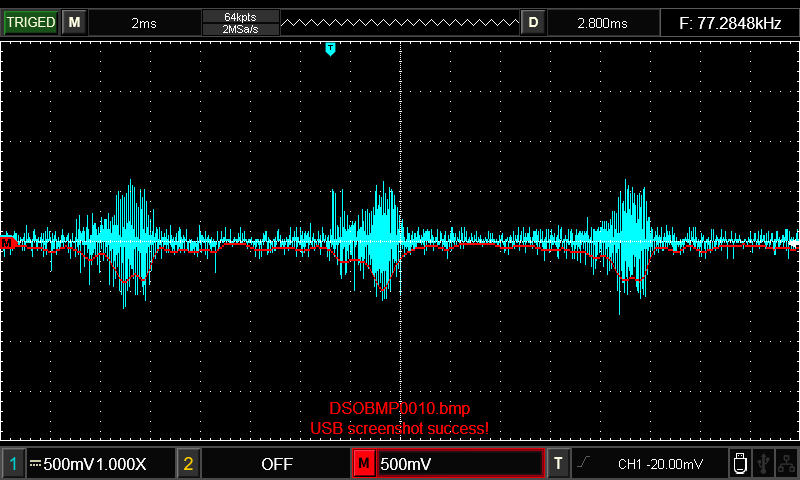 TRIGED M 2ms 64kpts D 2.800ms F: 77.2848kHz
2MSa/s
T
M
DSOBMP0010.bmp
USB screenshot success!
1 500mV 1.000X 2 OFF M 500mV T CH1 -20.00mV